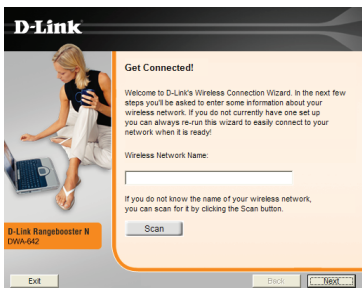 D-Link
Get Connected!
Welcome to D-Link's Wireless Connection Wizard. In the next few
steps you'll be asked to enter some information about your
wireless network. If you do not currently have one set up
you can always re-run this wizard to easily connect to your
network when it is ready!
Wireless Network Name:
If you do not know the name of your wireless network,
you can scan for it by clicking the Scan button.
Scan
D-Link Rangebooster N
DWA-642
Exit
Back
Next